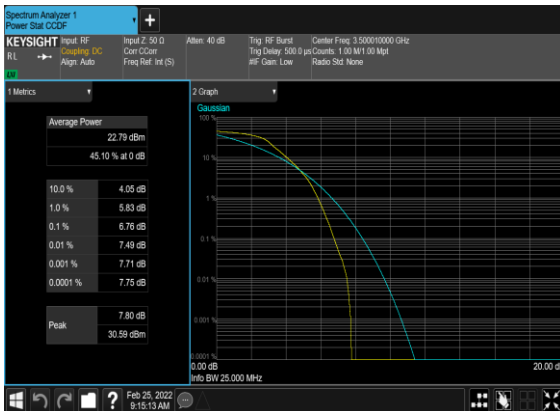 Spectrum Analyzer 1
Power Stat CCDF
+
KEYSIGHT
Input: RF
Input Z: 50 Ω
Atten: 40 dB
Trig: RF Burst
Center Freq: 3.500010000 GHz
RL
Coupling: DC
Corr CCorr
Trig Delay: 500.0 µs
Counts: 1.00 M/1.00 Mpt
Align: Auto
Freq Ref: Int (S)
#IF Gain: Low
Radio Std: None
1 Metrics
2 Graph
Average Power
22.79 dBm
45.10 % at 0 dB
10.0 % 4.05 dB
1.0 % 5.83 dB
0.1 % 6.76 dB
0.01 % 7.49 dB
0.001 % 7.71 dB
0.0001 % 7.75 dB
Peak
7.80 dB
30.59 dBm
Gaussian
100 %
10 %
1 %
0.1 %
0.01 %
0.001 %
0.0001 %
0.00 dB
20.00 d
Info BW 25.000 MHz
?
Feb 25, 2022
9:15:13 AM